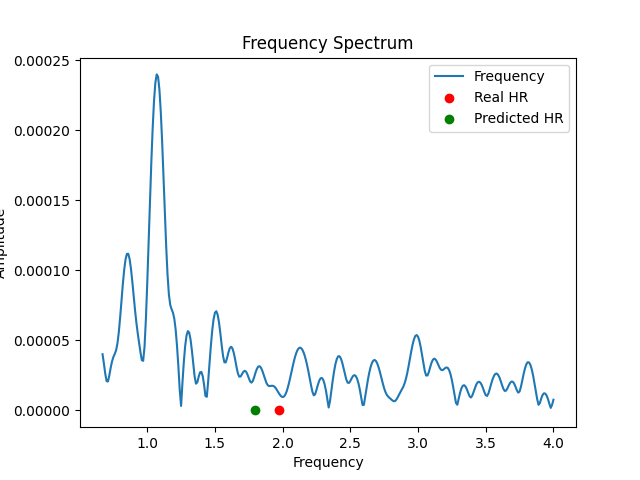 Frequency Spectrum
0.00025
0.00020
0.00015
0.00010
0.00005
0.00000
Amplitude
1.0 1.5 2.0 2.5 3.0 3.5 4.0
Frequency
Frequency
Real HR
Predicted HR